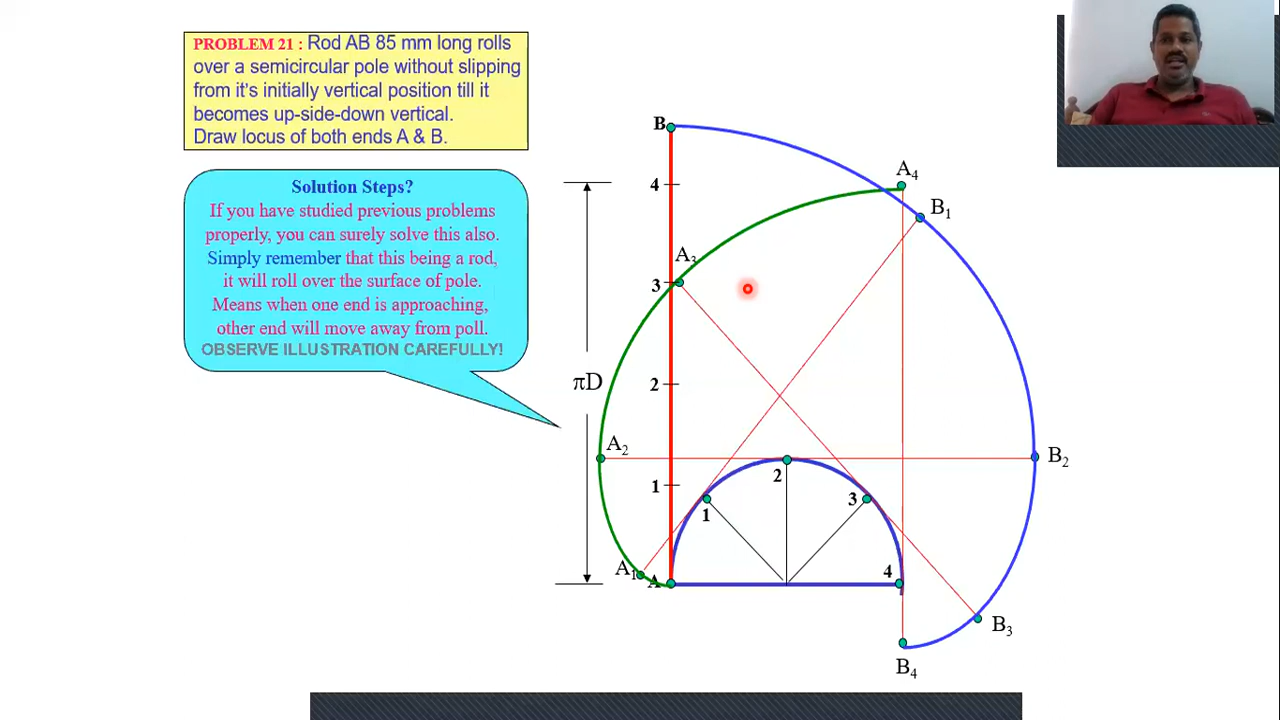 PROBLEM 21 : Rod AB 85 mm long rolls
over a semicircular pole without slipping
from it's initially vertical position till it
becomes up-side-down vertical.
Draw locus of both ends A & B.
Solution Steps?
If you have studied previous problems
properly, you can surely solve this also.
Simply remember that this being a rod,
it will roll over the surface of pole.
Means when one end is approaching,
other end will move away from poll.
OBSERVE ILLUSTRATION CAREFULLY!
B
4
A4
B1
A3
3
πD
2
A2
B2
2
1
1
3
A1
A
4
B3
B4